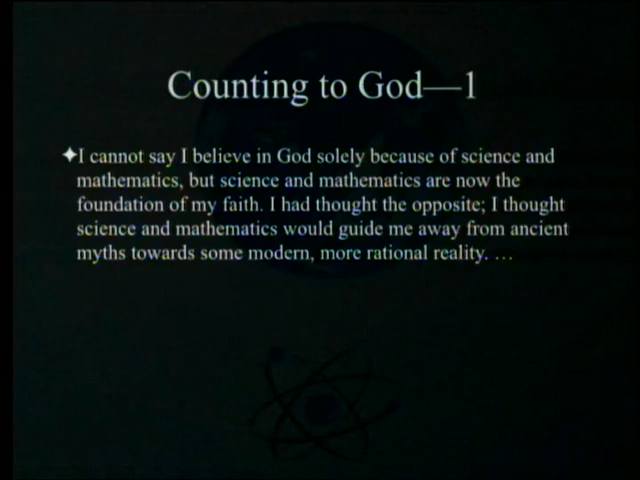 Counting to God—1
✦I cannot say I believe in God solely because of science and
mathematics, but science and mathematics are now the
foundation of my faith. I had thought the opposite; I thought
science and mathematics would guide me away from ancient
myths towards some modern, more rational reality. …